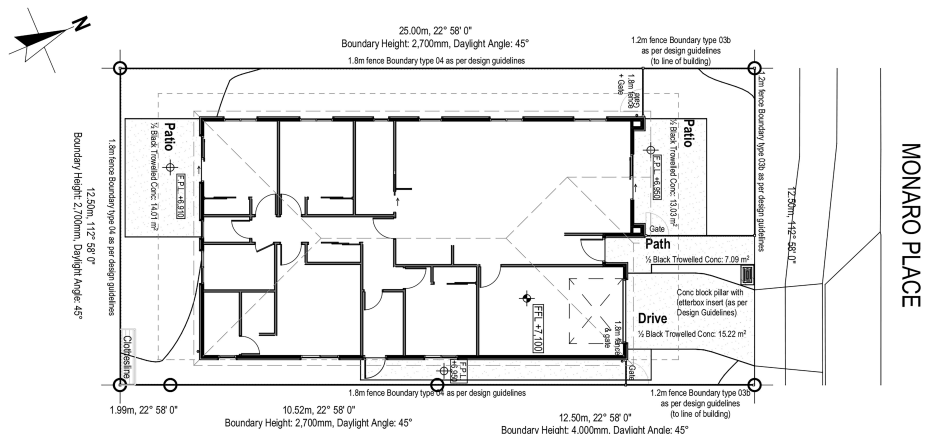 N
25.00m, 22° 58' 0"
Boundary Height: 2,700mm, Daylight Angle: 45°
1.8m fence Boundary type 04 as per design guidelines
1.2m fence Boundary type 03b
as per design guidelines
(to line of building)
1.8m fence
+ Gate
1.2m fence Boundary type 03b as per design guidelines
Patio
½ Black Trowelled Conc: 14.01 m²
F.P.L +6.910
Patio
½ Black Trowelled Conc: 13.03 m²
F.P.L +6.950
Gate
12.50m, 112° 58' 0"
Boundary Height: 2,700mm, Daylight Angle: 45°
1.8m fence Boundary type 04 as per design guidelines
12.50m, 112° 58' 0"
MONARO PLACE
Path
½ Black Trowelled Conc: 7.09 m²
Conc block pillar with
letterbox insert (as per
Design Guidelines)
Drive
½ Black Trowelled Conc: 15.22 m²
FFL +7.100
1.8m fence
& gate
Gate
Clothesline
F.P.L
+6.950
1.8m fence Boundary type 04 as per design guidelines
1.2m fence Boundary type 03b
as per design guidelines
(to line of building)
1.99m, 22° 58' 0"
10.52m, 22° 58' 0"
Boundary Height: 2,700mm, Daylight Angle: 45°
12.50m, 22° 58' 0"
Boundary Height: 4,000mm, Daylight Angle: 45°